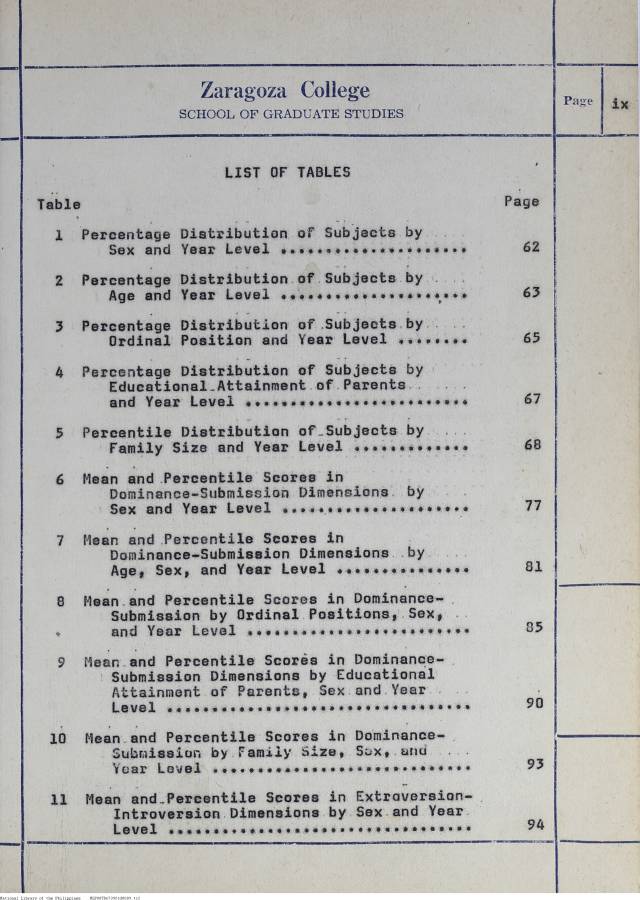 Zaragoza College
SCHOOL OF GRADUATE STUDIES
Page ix
LIST OF TABLES
Table Page
1 Percentage Distribution of Subjects by
Sex and Year Level ..................... 62
2 Percentage Distribution of Subjects by
Age and Year Level ..................... 63
3 Percentage Distribution of Subjects by
Ordinal Position and Year Level ........ 65
4 Percentage Distribution of Subjects by
Educational Attainment of Parents
and Year Level ......................... 67
5 Percentile Distribution of Subjects by
Family Size and Year Level ............. 68
6 Mean and Percentile Scores in
Dominance-Submission Dimensions by
Sex and Year Level ..................... 77
7 Mean and Percentile Scores in
Dominance-Submission Dimensions by
Age, Sex, and Year Level ............... 81
8 Mean and Percentile Scores in Dominance-
Submission by Ordinal Positions, Sex,
and Year Level ......................... 85
9 Mean and Percentile Scores in Dominance-
Submission Dimensions by Educational
Attainment of Parents, Sex and Year
Level .................................. 90
10 Mean and Percentile Scores in Dominance-
Submission by Family Size, Sex, and
Year Level ............................. 93
11 Mean and Percentile Scores in Extroversion-
Introversion Dimensions by Sex and Year
Level .................................. 94
National Library of the Philippines